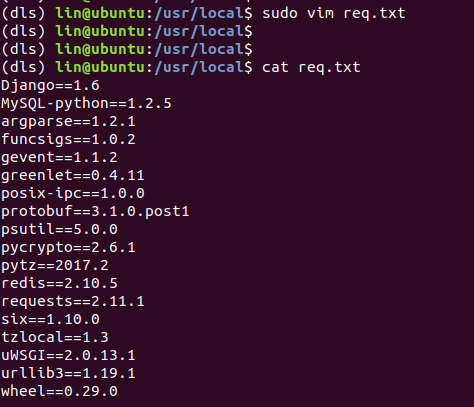 (dls) lin@ubuntu:/usr/local$ sudo vim req.txt
(dls) lin@ubuntu:/usr/local$
(dls) lin@ubuntu:/usr/local$
(dls) lin@ubuntu:/usr/local$ cat req.txt
Django==1.6
MySQL-python==1.2.5
argparse==1.2.1
funcsigs==1.0.2
gevent==1.1.2
greenlet==0.4.11
posix-ipc==1.0.0
protobuf==3.1.0.post1
psutil==5.0.0
pycrypto==2.6.1
pytz==2017.2
redis==2.10.5
requests==2.11.1
six==1.10.0
tzlocal==1.3
uWSGI==2.0.13.1
urllib3==1.19.1
wheel==0.29.0